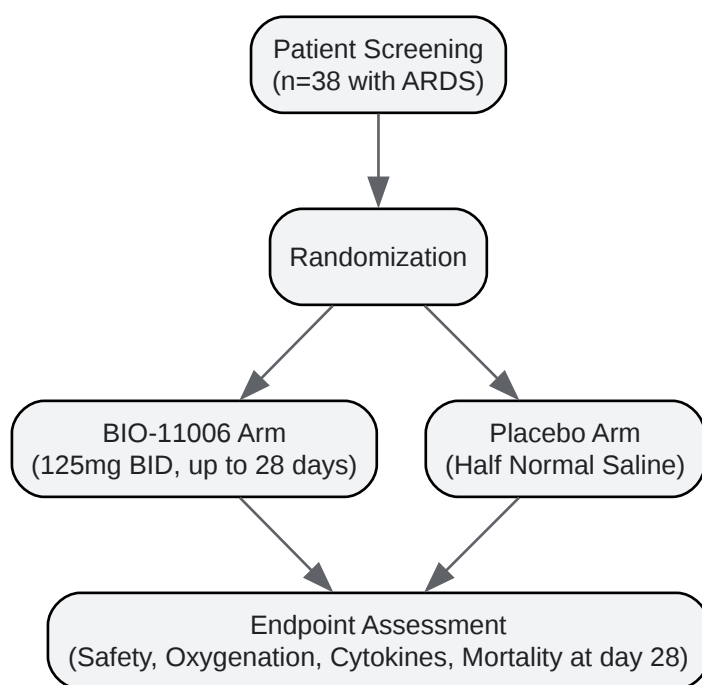 Patient Screening
(n=38 with ARDS)
Randomization
BIO-11006 Arm
(125mg BID, up to 28 days)
Placebo Arm
(Half Normal Saline)
Endpoint Assessment
(Safety, Oxygenation, Cytokines, Mortality at day 28)